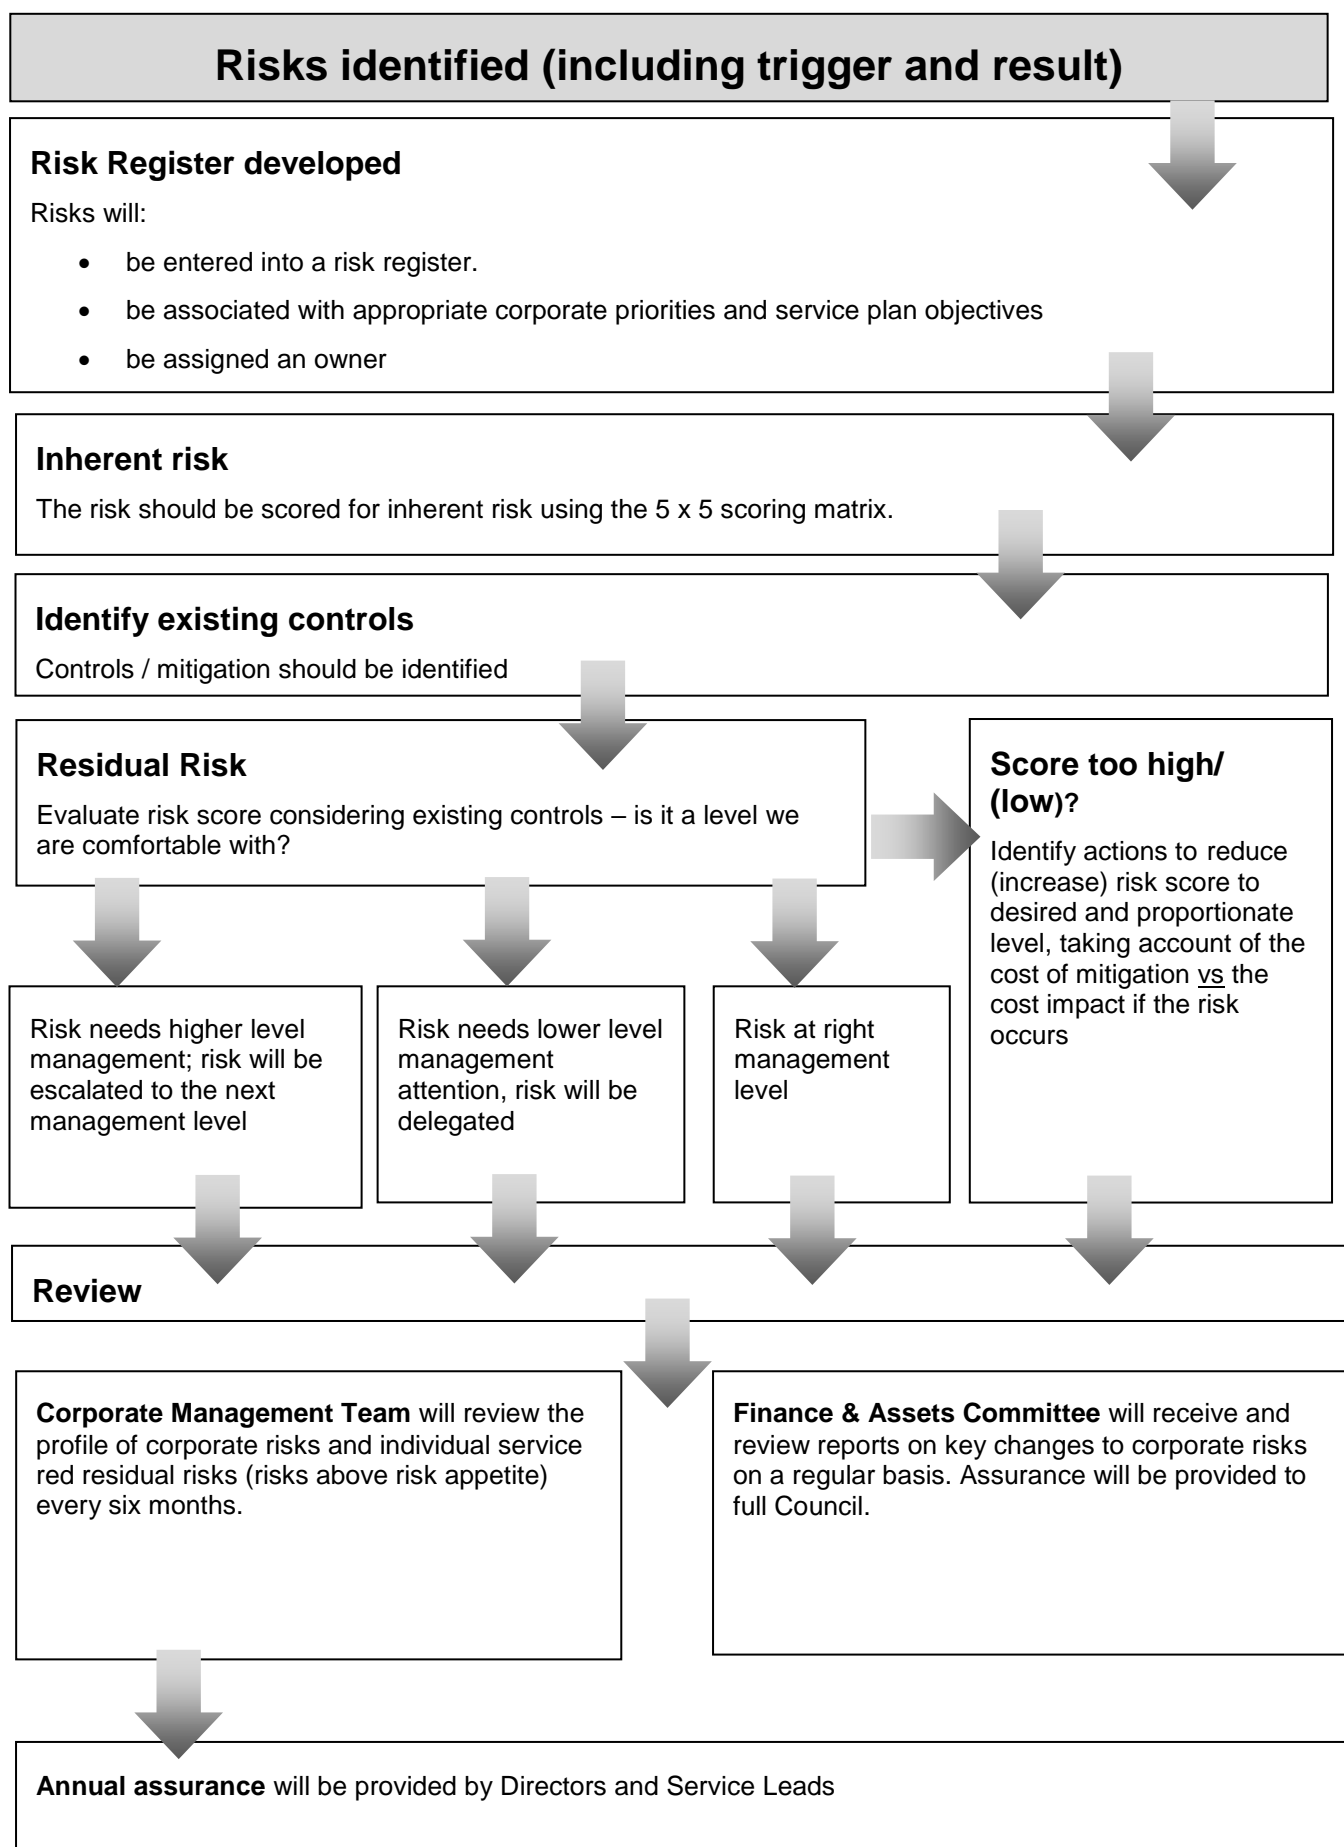 Risks identified (including trigger and result)
Risk Register developed
Risks will:
• be entered into a risk register.
• be associated with appropriate corporate priorities and service plan objectives
• be assigned an owner
Inherent risk
The risk should be scored for inherent risk using the 5 x 5 scoring matrix.
Identify existing controls
Controls / mitigation should be identified
Residual Risk
Evaluate risk score considering existing controls – is it a level we
are comfortable with?
Score too high/
(low)?
Identify actions to reduce
(increase) risk score to
desired and proportionate
level, taking account of the
cost of mitigation vs the
cost impact if the risk
occurs
Risk needs higher level
management; risk will be
escalated to the next
management level
Risk needs lower level
management
attention, risk will be
delegated
Risk at right
management
level
Review
Corporate Management Team will review the
profile of corporate risks and individual service
red residual risks (risks above risk appetite)
every six months.
Finance & Assets Committee will receive and
review reports on key changes to corporate risks
on a regular basis. Assurance will be provided to
full Council.
Annual assurance will be provided by Directors and Service Leads